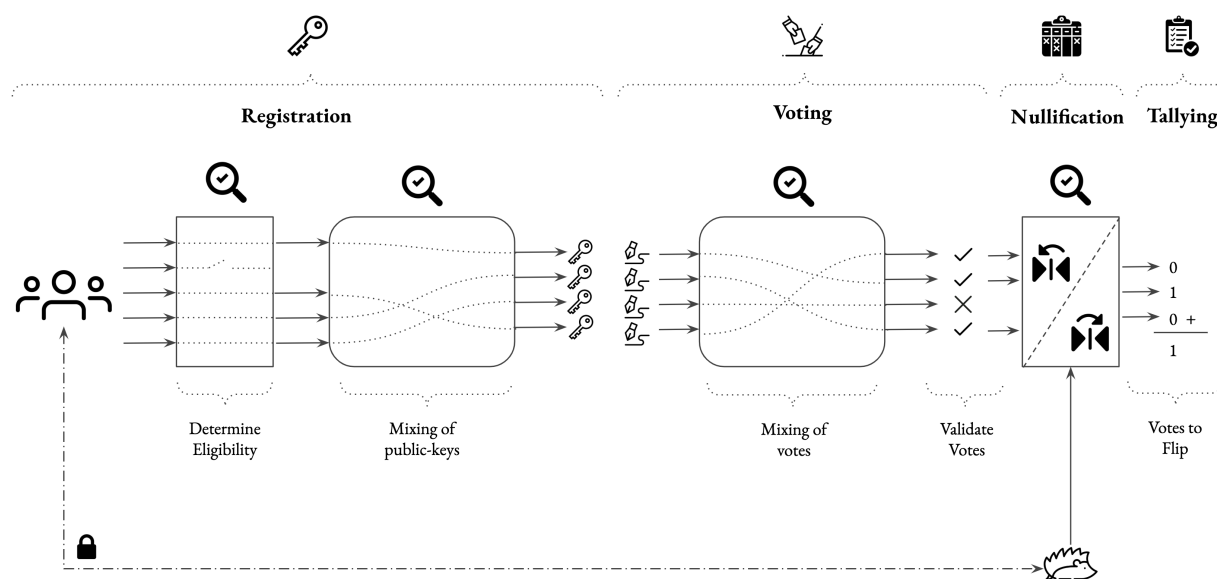 Registration
Voting
Nullification
Tallying
0
1
0 +
1
Determine
Eligibility
Mixing of
public-keys
Mixing of
votes
Validate
Votes
Votes to
Flip